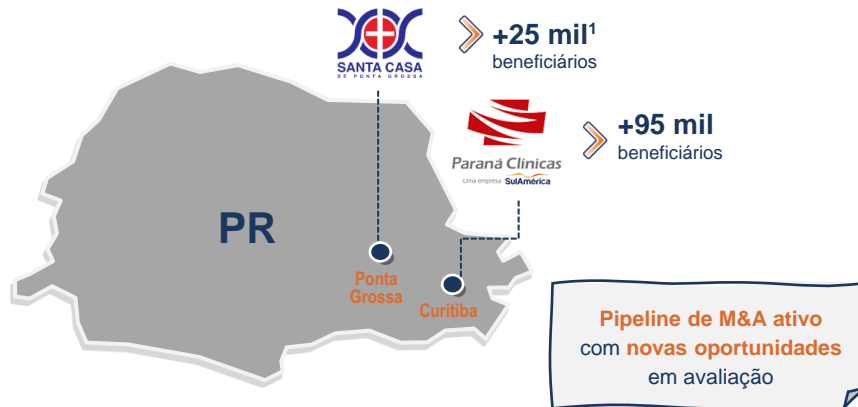 SANTA CASA
DE PONTA GROSSA
+25 mil¹
beneficiários
Paraná Clínicas
Uma empresa SulAmérica
+95 mil
beneficiários
PR
Ponta
Grossa
Curitiba
Pipeline de M&A ativo
com novas oportunidades
em avaliação